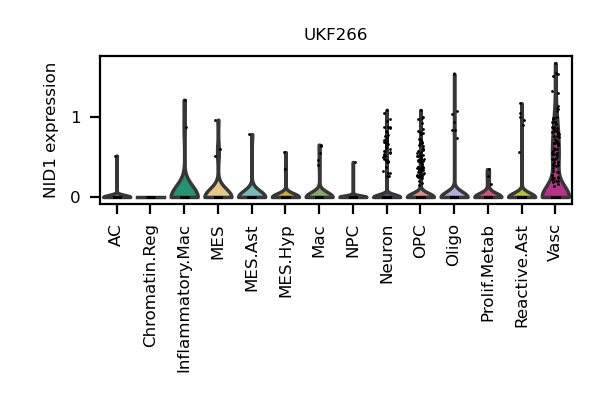 UKF266
NID1 expression
1
0
AC
Chromatin.Reg
Inflammatory.Mac
MES
MES.Ast
MES.Hyp
Mac
NPC
Neuron
OPC
Oligo
Prolif.Metab
Reactive.Ast
Vasc